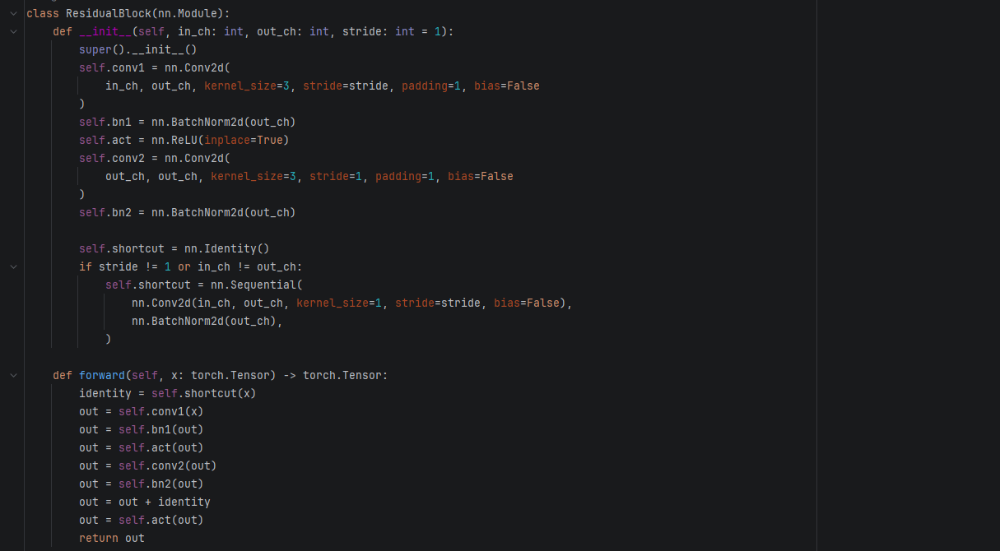 class ResidualBlock(nn.Module):
    def __init__(self, in_ch: int, out_ch: int, stride: int = 1):
        super().__init__()
        self.conv1 = nn.Conv2d(
            in_ch, out_ch, kernel_size=3, stride=stride, padding=1, bias=False
        )
        self.bn1 = nn.BatchNorm2d(out_ch)
        self.act = nn.ReLU(inplace=True)
        self.conv2 = nn.Conv2d(
            out_ch, out_ch, kernel_size=3, stride=1, padding=1, bias=False
        )
        self.bn2 = nn.BatchNorm2d(out_ch)

        self.shortcut = nn.Identity()
        if stride != 1 or in_ch != out_ch:
            self.shortcut = nn.Sequential(
                nn.Conv2d(in_ch, out_ch, kernel_size=1, stride=stride, bias=False),
                nn.BatchNorm2d(out_ch),
            )

    def forward(self, x: torch.Tensor) -> torch.Tensor:
        identity = self.shortcut(x)
        out = self.conv1(x)
        out = self.bn1(out)
        out = self.act(out)
        out = self.conv2(out)
        out = self.bn2(out)
        out = out + identity
        out = self.act(out)
        return out